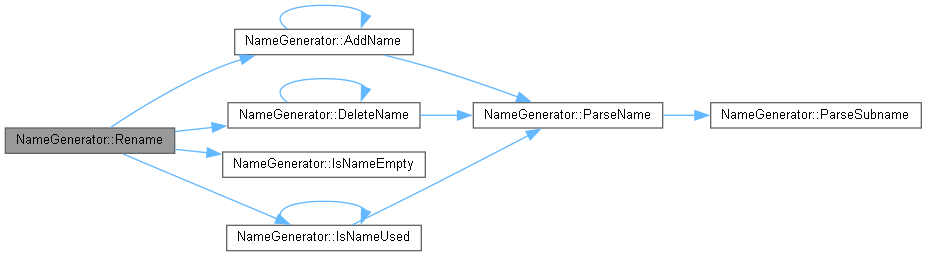 NameGenerator::AddName
NameGenerator::DeleteName
NameGenerator::ParseName
NameGenerator::ParseSubname
NameGenerator::Rename
NameGenerator::IsNameEmpty
NameGenerator::IsNameUsed